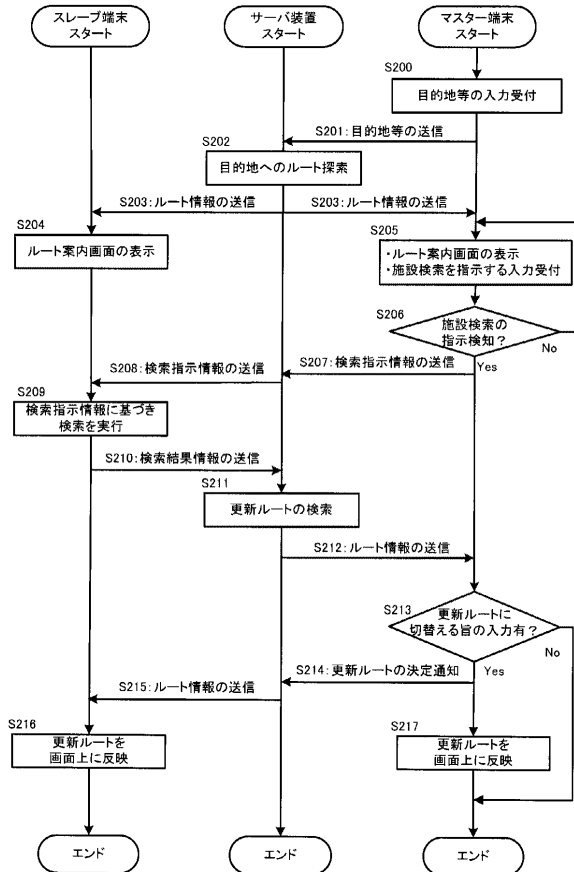 スレーブ端末
スタート
サーバ装置
スタート
マスター端末
スタート
S200
目的地等の入力受付
S201:目的地等の送信
S202
目的地へのルート探索
S203:ルート情報の送信
S203:ルート情報の送信
S204
ルート案内画面の表示
S205
・ルート案内画面の表示
・施設検索を指示する入力受付
S206
施設検索の
指示検知?
No
Yes
S207:検索指示情報の送信
S208:検索指示情報の送信
S209
検索指示情報に基づき
検索を実行
S210:検索結果情報の送信
S211
更新ルートの検索
S212:ルート情報の送信
S213
更新ルートに
切替える旨の入力有?
No
Yes
S214:更新ルートの決定通知
S215:ルート情報の送信
S216
更新ルートを
画面上に反映
S217
更新ルートを
画面上に反映
エンド
エンド
エンド